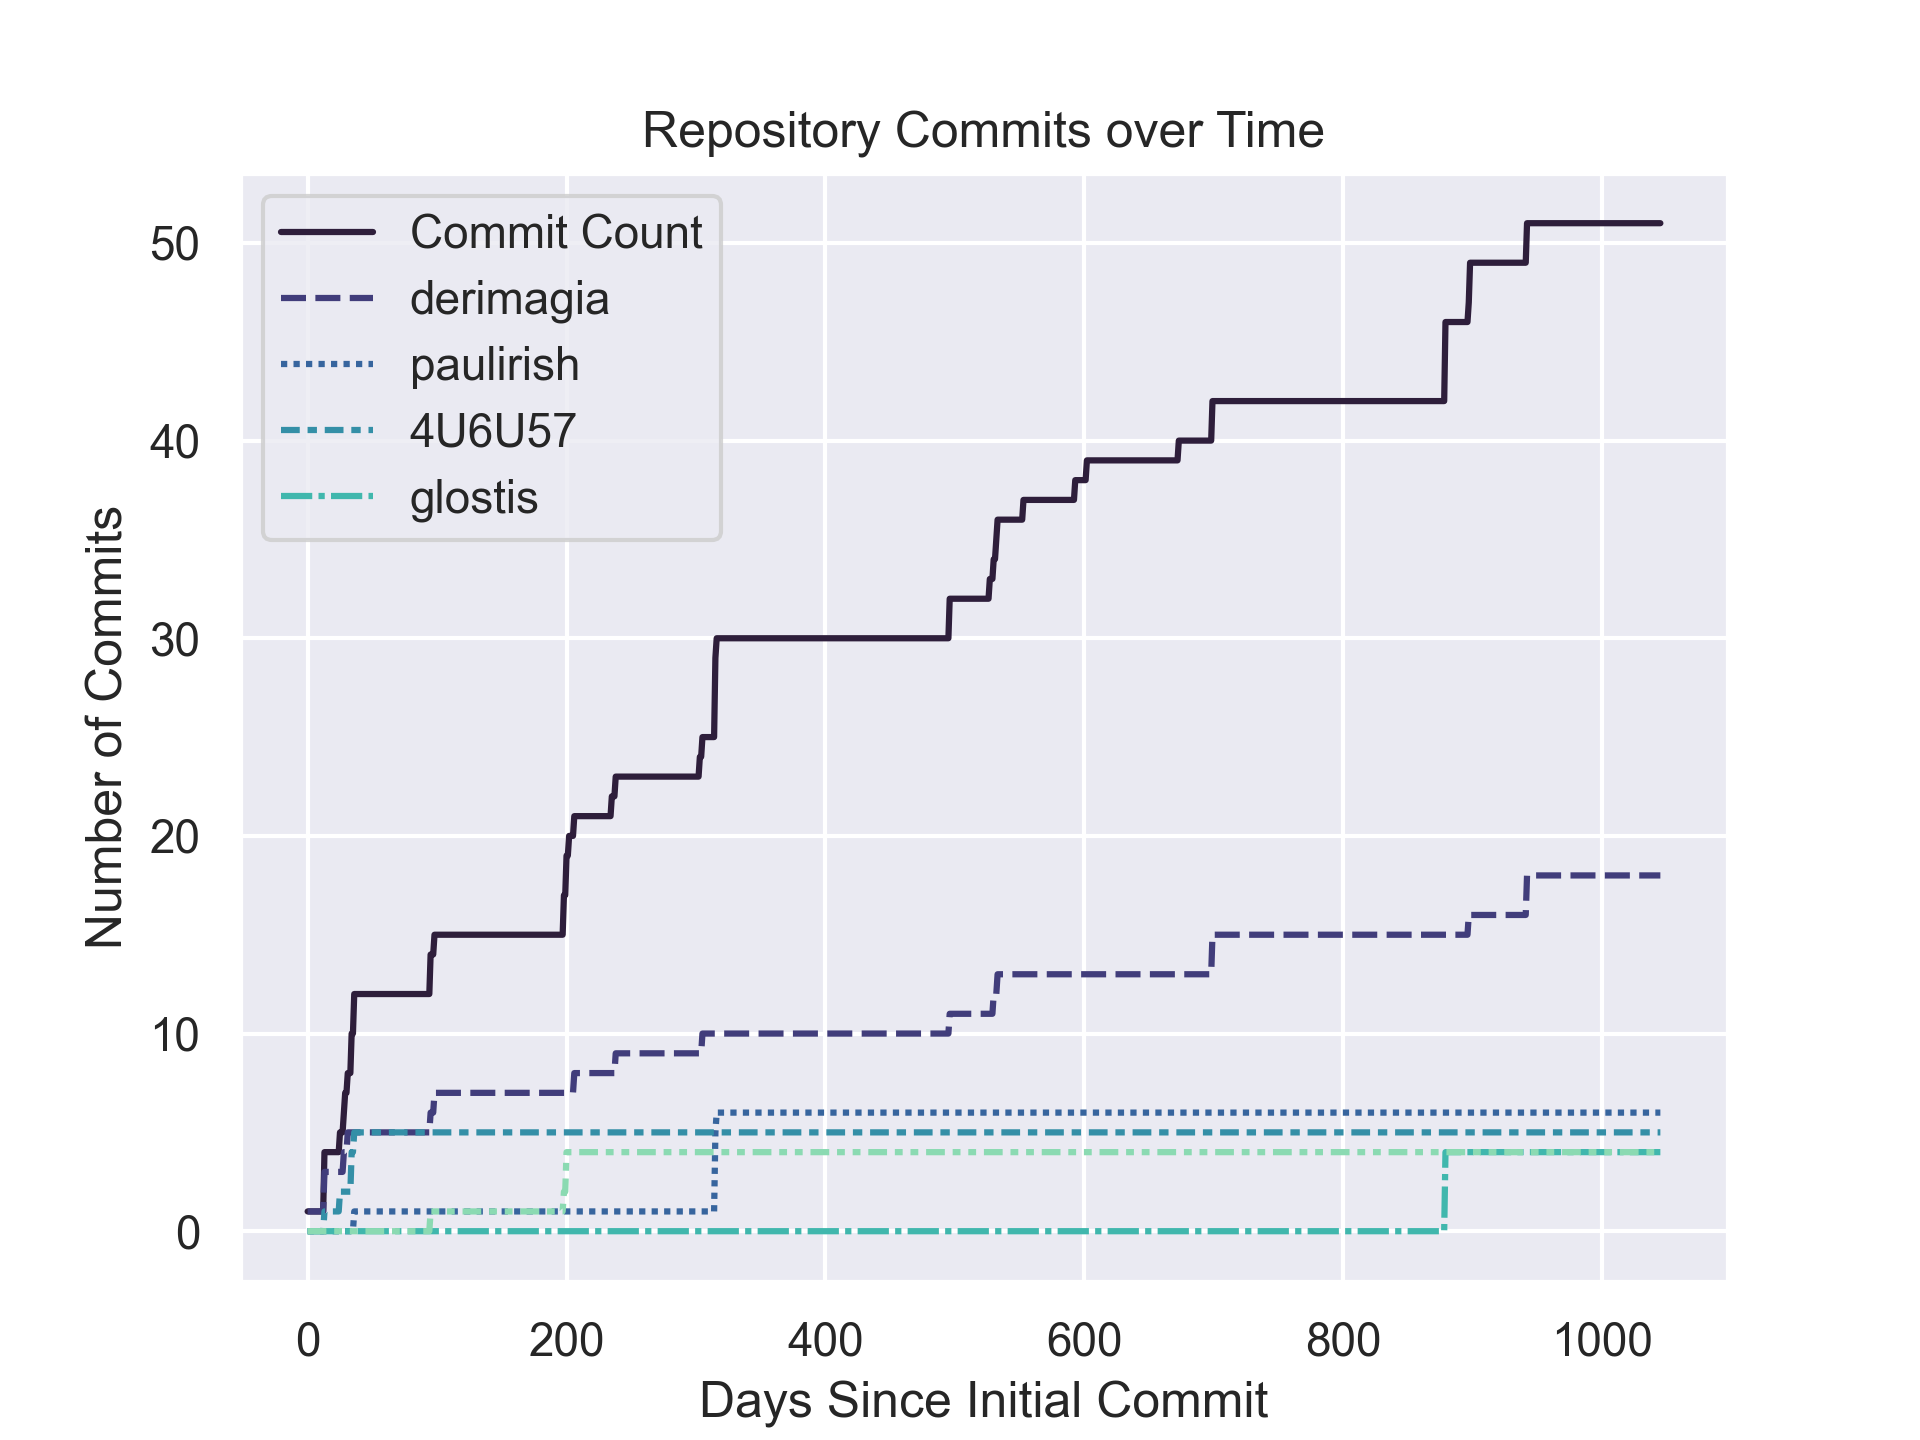 Repository Commits over Time
Commit Count
derimagia
paulirish
4U6U57
glostis
Number of Commits
50
40
30
20
10
0
0 200 400 600 800 1000
Days Since Initial Commit